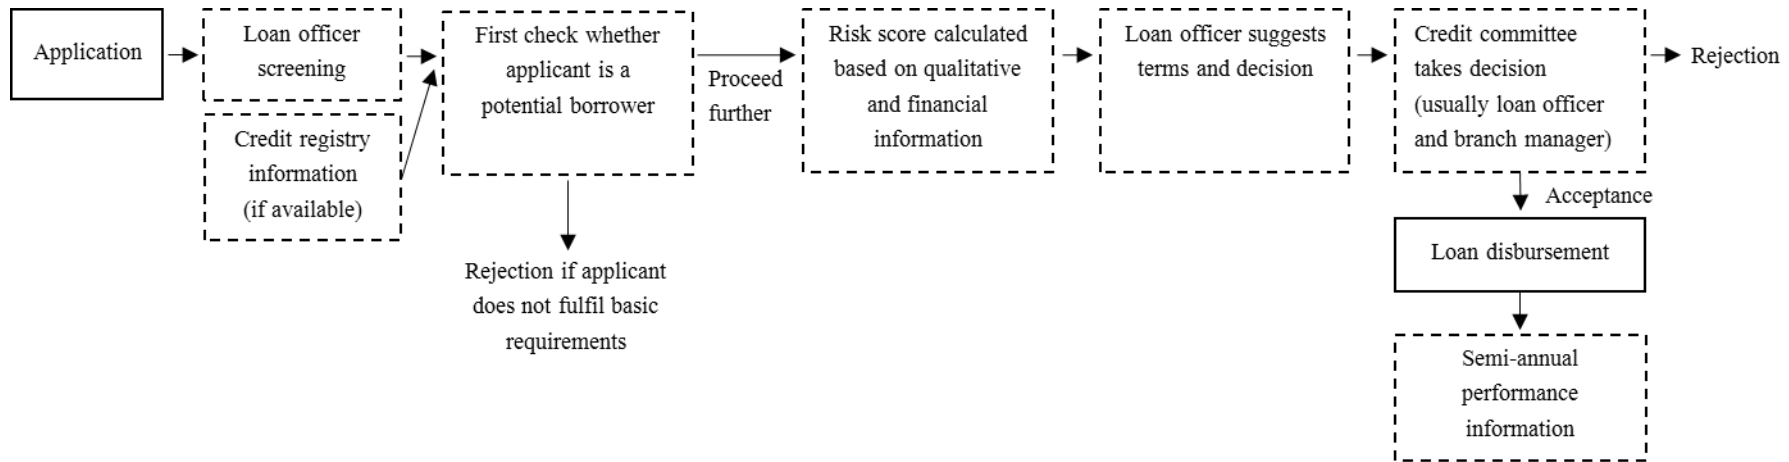 Application
Loan officer
screening
Credit registry
information
(if available)
First check whether
applicant is a
potential borrower
Rejection if applicant
does not fulfil basic
requirements
Proceed
further
Risk score calculated
based on qualitative
and financial
information
Loan officer suggests
terms and decision
Credit committee
takes decision
(usually loan officer
and branch manager)
Rejection
Acceptance
Loan disbursement
Semi-annual
performance
information